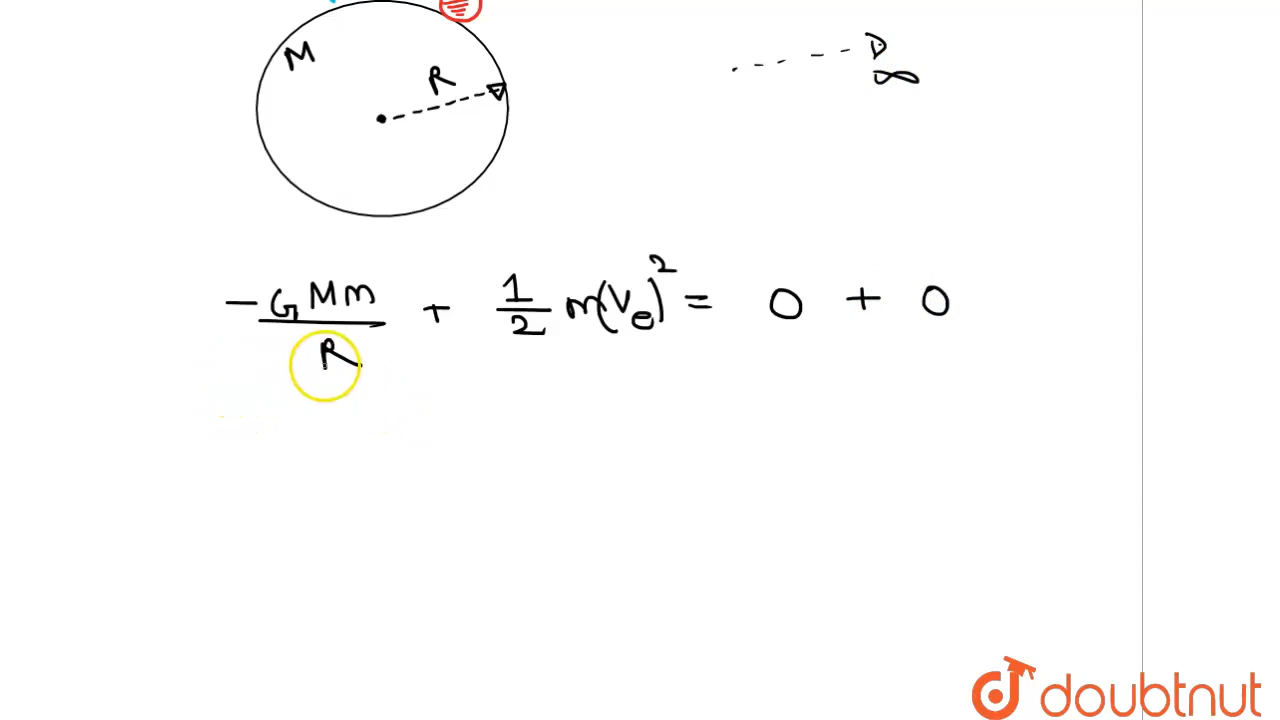 M
R
∞
- GMm/R + 1/2 m(Ve)² = 0 + 0
doubtnut